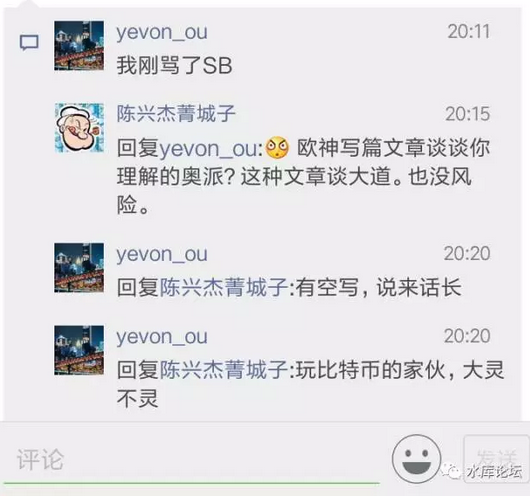 yevon_ou 20:11
我刚骂了SB
陈兴杰菁城子 20:15
回复yevon_ou: 欧神写篇文章谈谈你
理解的奥派?这种文章谈大道。也没风
险。
yevon_ou 20:20
回复陈兴杰菁城子:有空写，说来话长
yevon_ou 20:20
回复陈兴杰菁城子:玩比特币的家伙，大灵
不灵
评论 发送
水库论坛